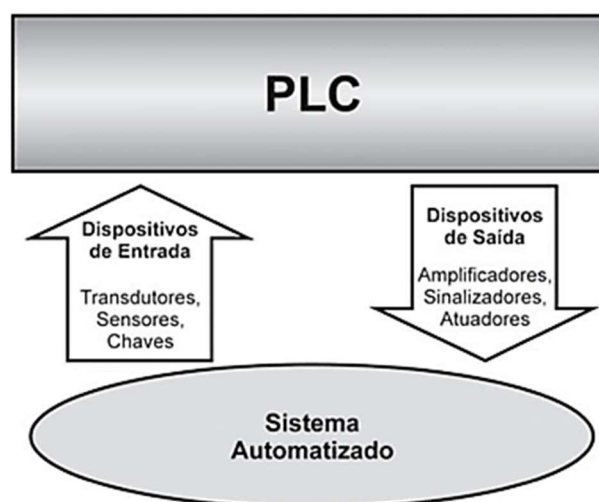 PLC
Dispositivos
de Entrada
Transdutores,
Sensores,
Chaves
Dispositivos
de Saída
Amplificadores,
Sinalizadores,
Atuadores
Sistema
Automatizado